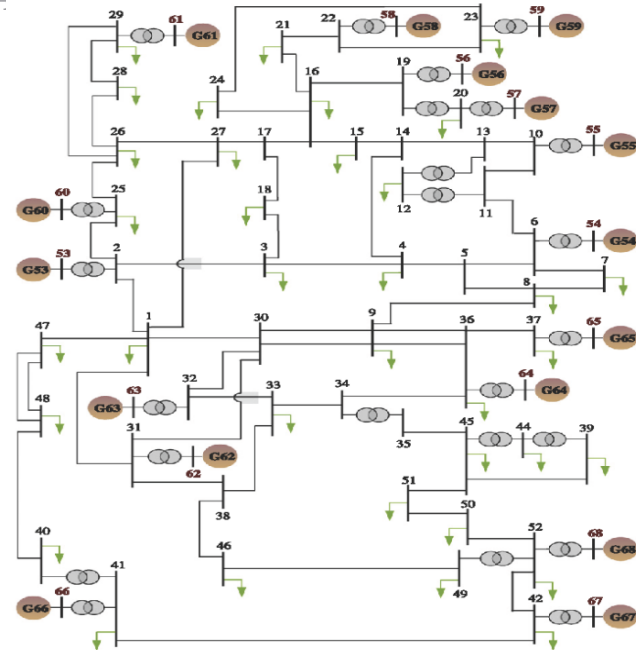 29 61 G61 22 58 G58 23 59 G59
21
28 24 16 19 56 G56
20 57 G57
26 27 17 15 14 13 10 55 G55
18 12 11
60 G60 25
53 G53 2 3 4 5 6 54 G54 7
8
1 30 9 36 37 65 G65
47
63 G63 32 33 34 64 G64
48 31 62 G62 35 45 44 39
38 51
50
40 41 46 49 52 68 G68
66 G66 42 67 G67